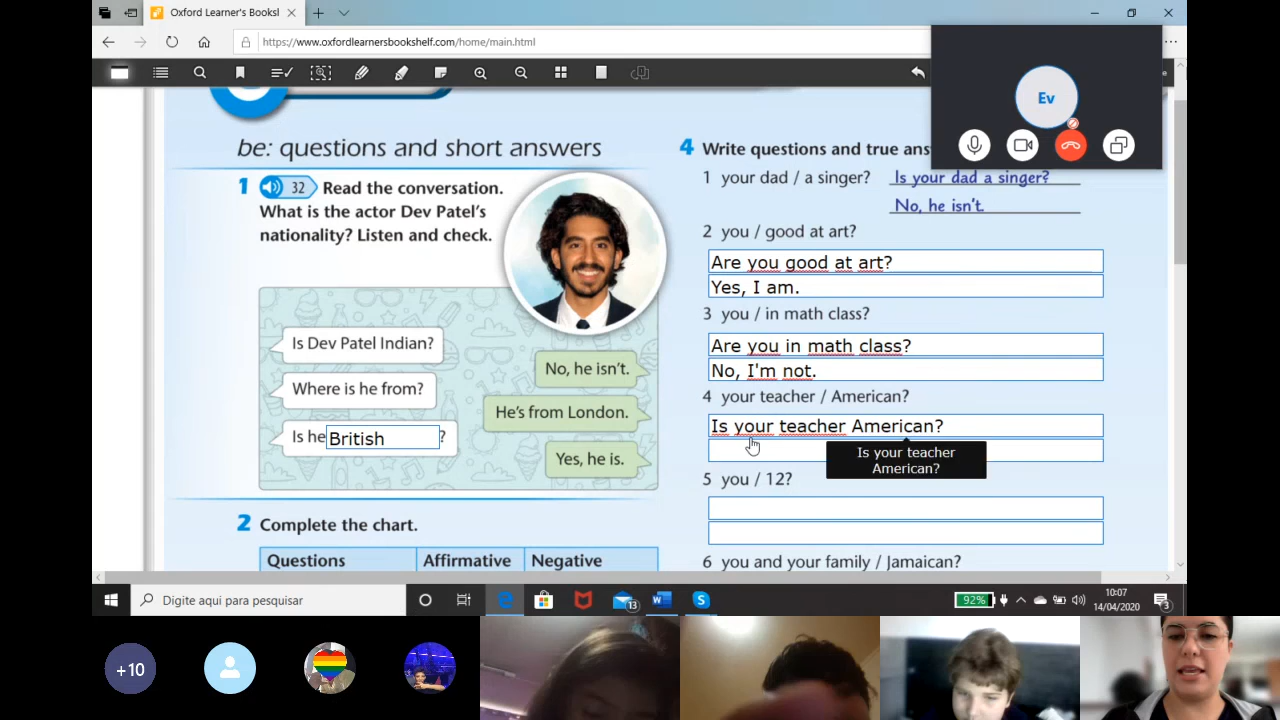 Oxford Learner's Booksl
https://www.oxfordlearnersbookshelf.com/home/main.html
Ev
be: questions and short answers
1 32 Read the conversation.
What is the actor Dev Patel's
nationality? Listen and check.
Is Dev Patel Indian?
No, he isn't.
Where is he from?
He's from London.
Is he British ?
Yes, he is.
2 Complete the chart.
Questions Affirmative Negative
4 Write questions and true
1 your dad / a singer? Is your dad a singer?
No, he isn't.
2 you / good at art?
Are you good at art?
Yes, I am.
3 you / in math class?
Are you in math class?
No, I'm not.
4 your teacher / American?
Is your teacher American?
Is your teacher
American?
5 you / 12?
6 you and your family / Jamaican?
Digite aqui para pesquisar
13
92%
10:07
14/04/2020
3
+10